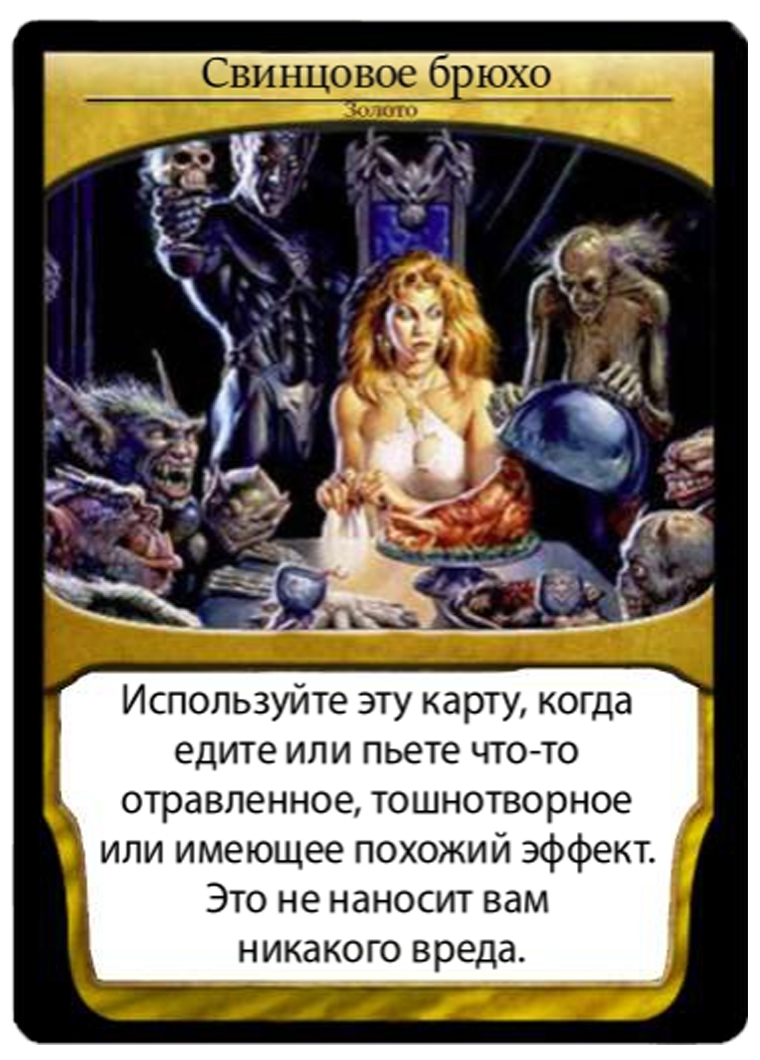 Свинцовое брюхо
Золото
Используйте эту карту, когда
едите или пьете что-то
отравленное, тошнотворное
или имеющее похожий эффект.
Это не наносит вам
никакого вреда.